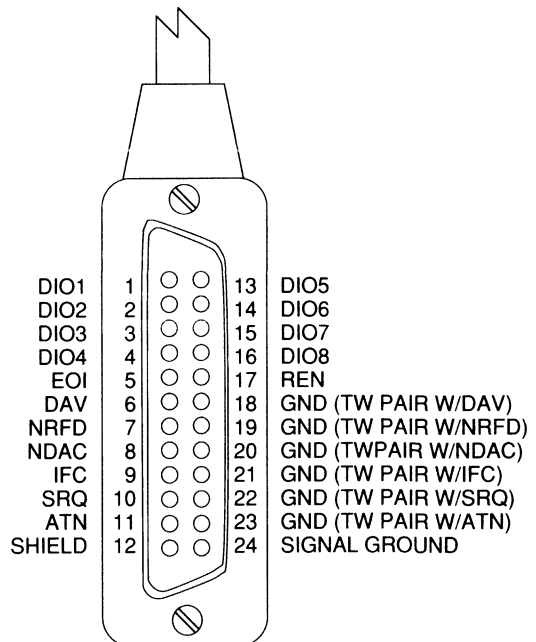 DIO1 1 13 DIO5
DIO2 2 14 DIO6
DIO3 3 15 DIO7
DIO4 4 16 DIO8
EOI 5 17 REN
DAV 6 18 GND (TW PAIR W/DAV)
NRFD 7 19 GND (TW PAIR W/NRFD)
NDAC 8 20 GND (TWPAIR W/NDAC)
IFC 9 21 GND (TW PAIR W/IFC)
SRQ 10 22 GND (TW PAIR W/SRQ)
ATN 11 23 GND (TW PAIR W/ATN)
SHIELD 12 24 SIGNAL GROUND